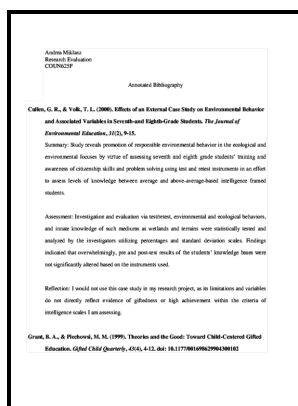 Andrea Miklasz
Research Evaluation
COUN625P
Annotated Bibliography
Cullen, G. R., & Volk, T. L. (2000). Effects of an External Case Study on Environmental Behavior
and Associated Variables in Seventh-and Eighth-Grade Students. The Journal of
Environmental Education, 31(2), 9-15.
Summary: Study reveals promotion of responsible environmental behavior in the ecological and
environmental focuses by virtue of assessing seventh and eighth grade students' training and
awareness of citizenship skills and problem solving using test and retest instruments in an effort
to assess levels of knowledge between average and above-average-based intelligence framed
students.
Assessment: Investigation and evaluation via test/retest, environmental and ecological behaviors,
and innate knowledge of such mediums as wetlands and terrains were statistically tested and
analyzed by the investigators utilizing percentages and standard deviation scales. Findings
indicated that overwhelmingly, pre and post-test results of the students' knowledge bases were
not significantly altered based on the instruments used.
Reflection: I would not use this case study in my research project, as its limitations and variables
do not directly reflect evidence of giftedness or high achievement within the criteria of
intelligence scales I am assessing.
Grant, B. A., & Piechowsi, M. M. (1999). Theories and the Good: Toward Child-Centered Gifted
Education. Gifted Child Quarterly, 43(4), 4-12. doi: 10.1177/001698629904300102